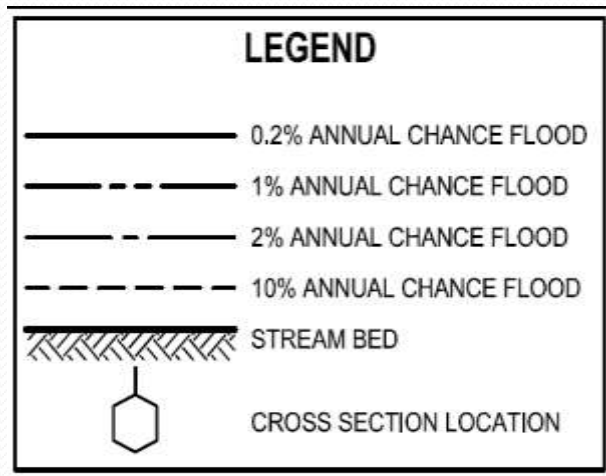 LEGEND
0.2% ANNUAL CHANCE FLOOD
1% ANNUAL CHANCE FLOOD
2% ANNUAL CHANCE FLOOD
10% ANNUAL CHANCE FLOOD
STREAM BED
CROSS SECTION LOCATION